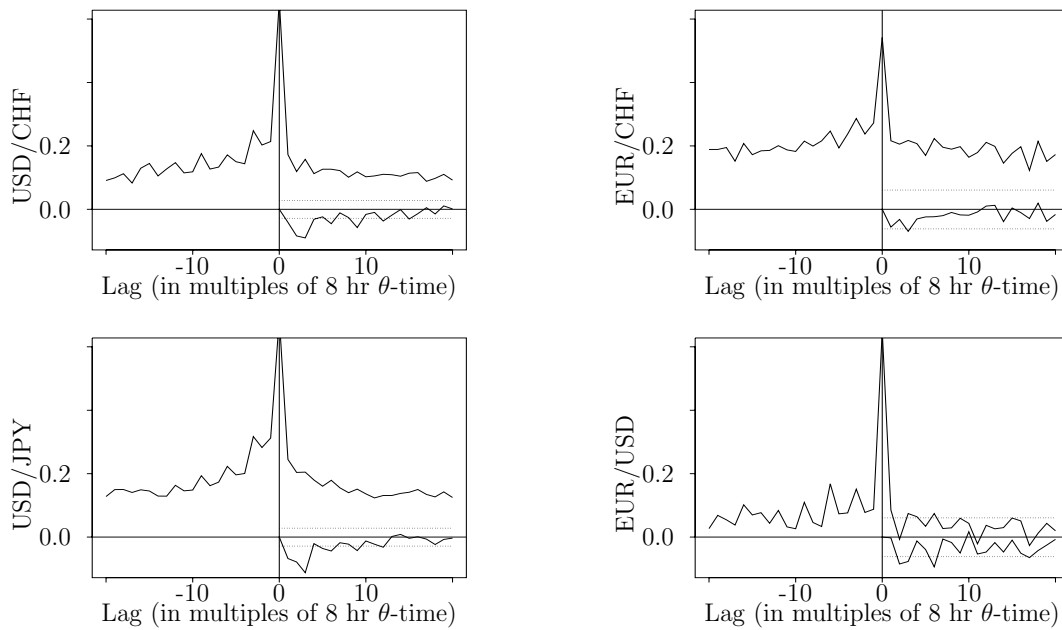 USD/CHF
0.2
0.0
-10 0 10
Lag (in multiples of 8 hr θ-time)
EUR/CHF
0.2
0.0
-10 0 10
Lag (in multiples of 8 hr θ-time)
USD/JPY
0.2
0.0
-10 0 10
Lag (in multiples of 8 hr θ-time)
EUR/USD
0.2
0.0
-10 0 10
Lag (in multiples of 8 hr θ-time)